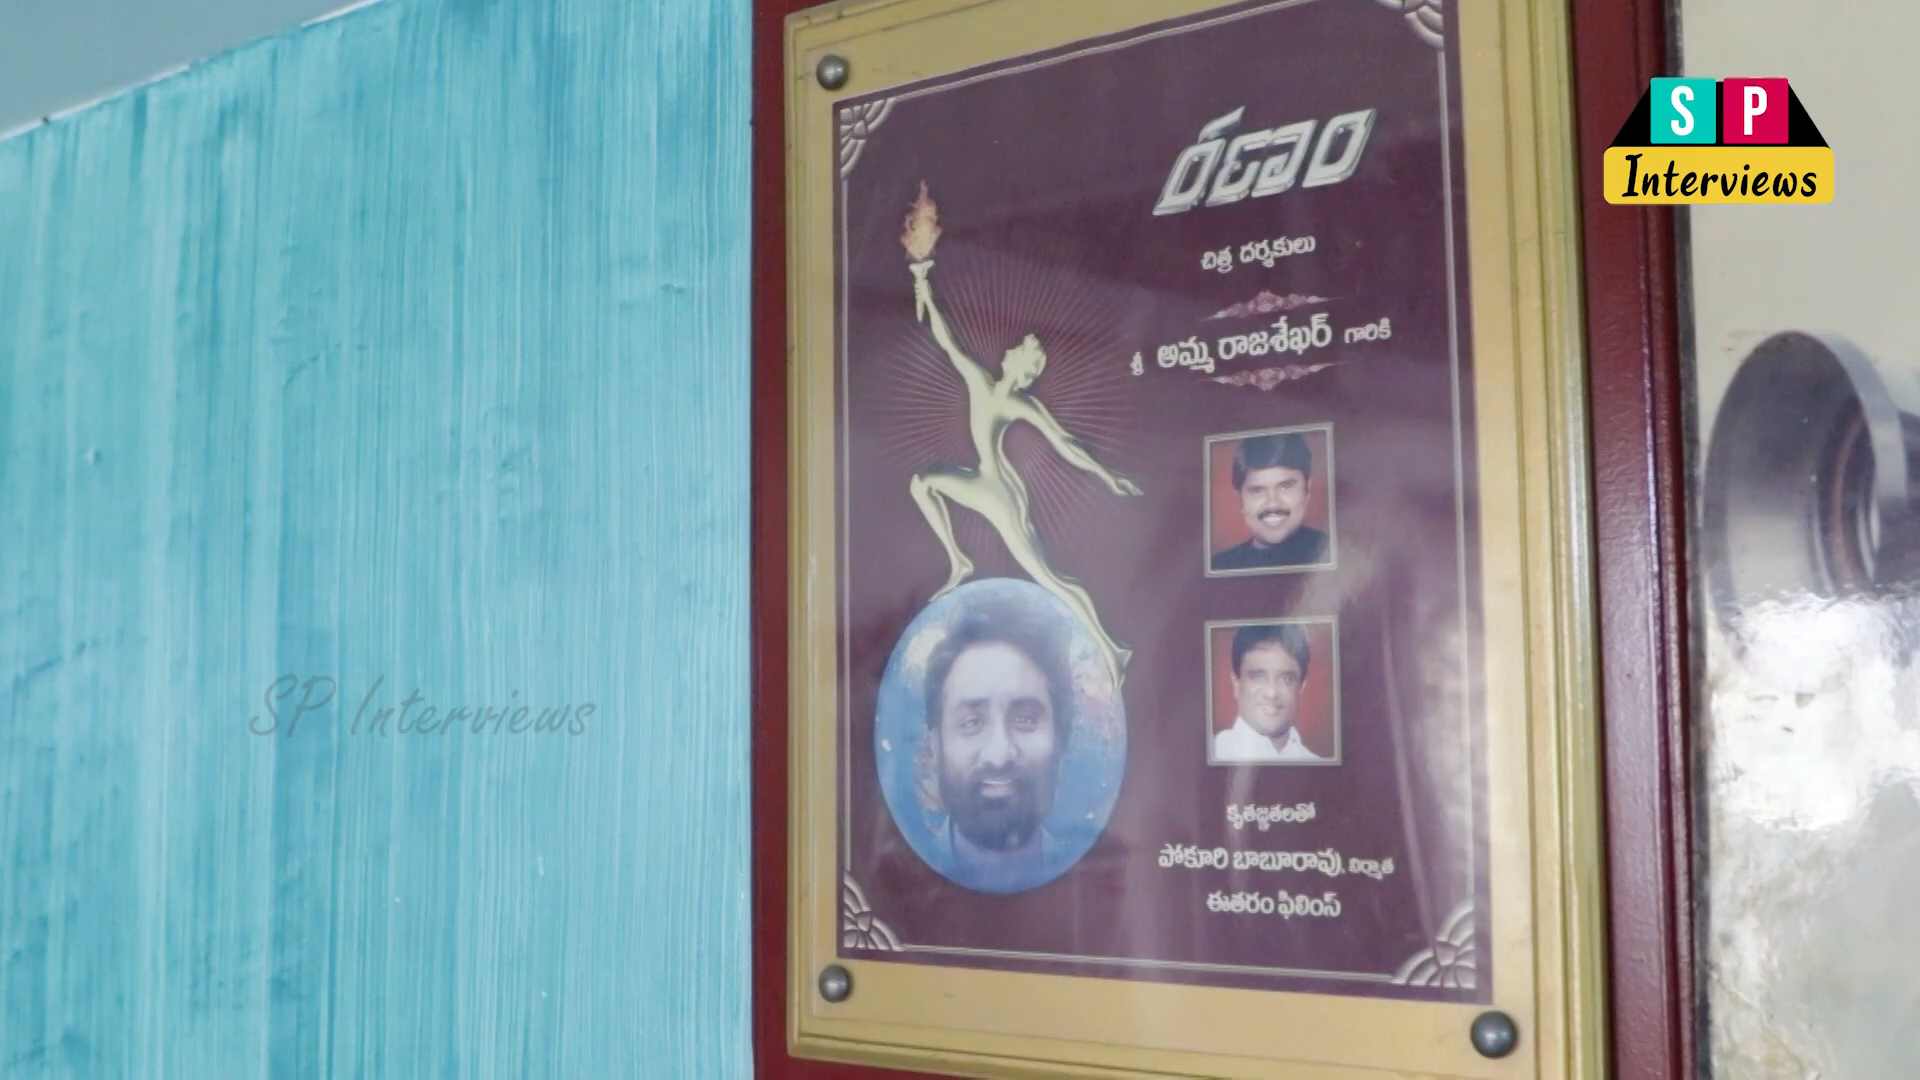 S P
Interviews
రణం
చిత్ర దర్శకులు
శ్రీ అమ్మ రాజశేఖర్ గారికి
కృతజ్ఞతలతో
పోకూరి బాబూరావు, నిర్మాత
ఈతరం ఫిలింస్
SP Interviews